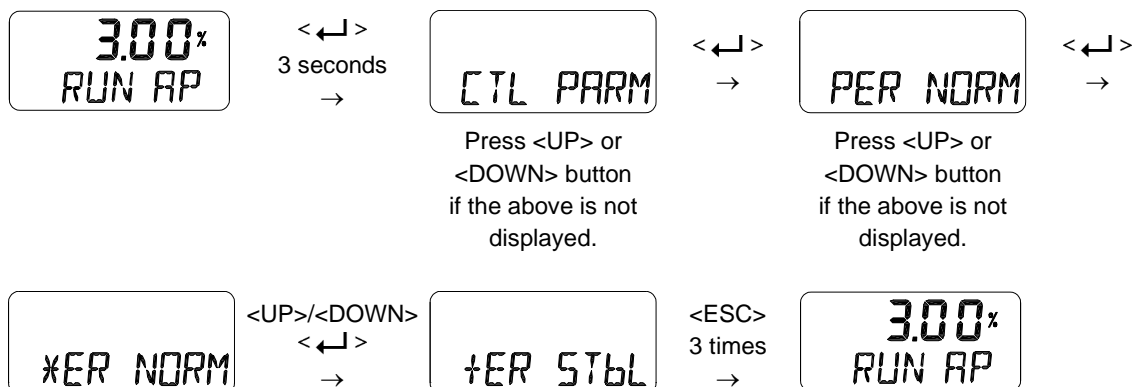 3.00%
RUN AP
< ↵ >
3 seconds
→
CTL PARM
Press <UP> or
<DOWN> button
if the above is not
displayed.
< ↵ >
→
PER NORM
Press <UP> or
<DOWN> button
if the above is not
displayed.
< ↵ >
→
*ER NORM
<UP>/<DOWN>
< ↵ >
→
+ER STbL
<ESC>
3 times
→
3.00%
RUN AP